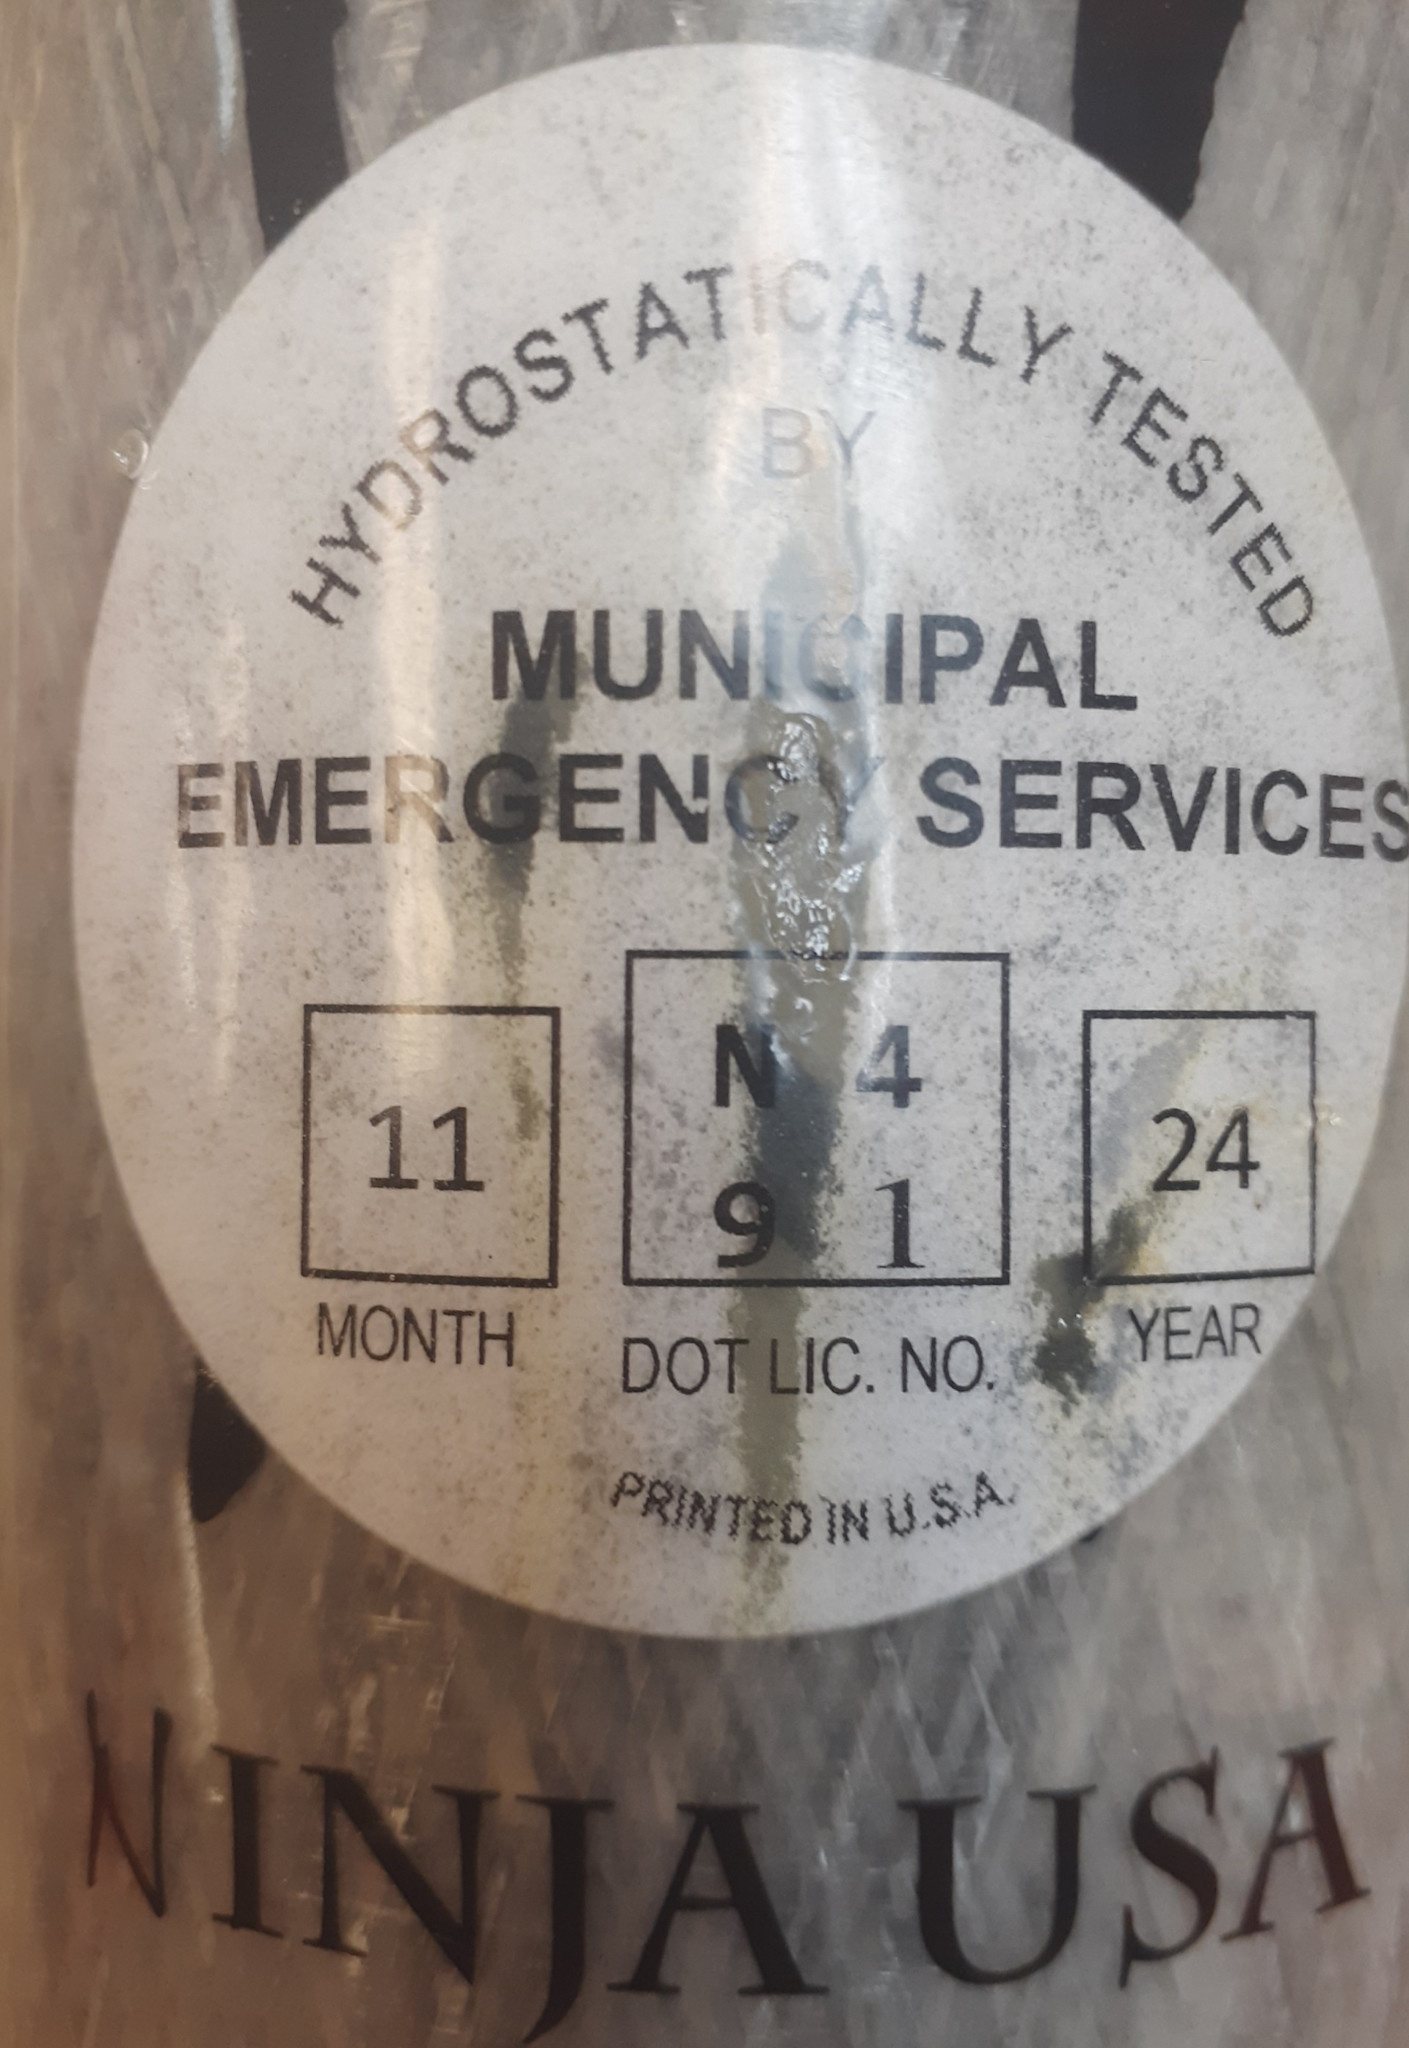 HYDROSTATICALLY TESTED
BY
MUNICIPAL
EMERGENCY SERVICES
11
MONTH
N 4
9 1
DOT LIC. NO.
24
YEAR
PRINTED IN U.S.A.
NINJA USA